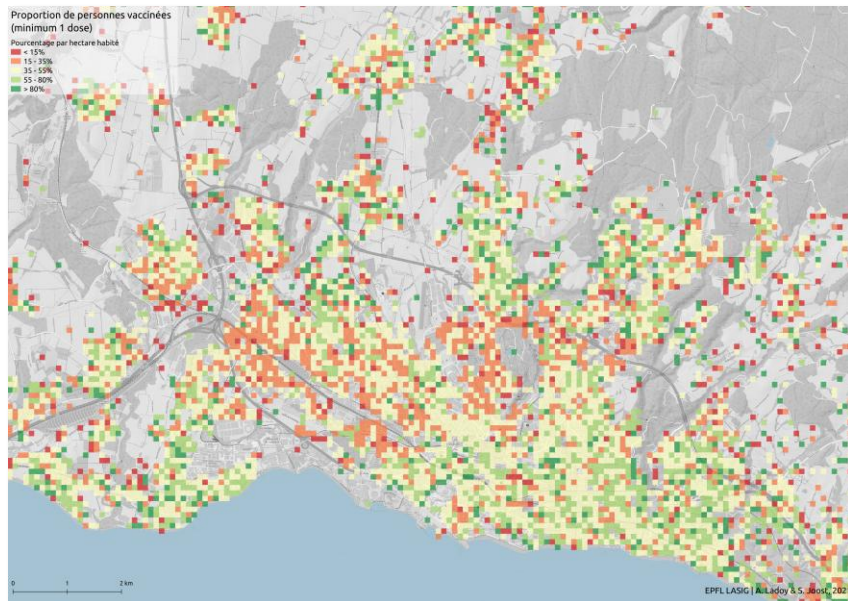 Proportion de personnes vaccinées
(minimum 1 dose)
Pourcentage par hectare habité
< 15%
15 - 35%
35 - 55%
55 - 80%
> 80%
0 1 2 km
EPFL LASIG | A. Ladoy & S. Joost, 202